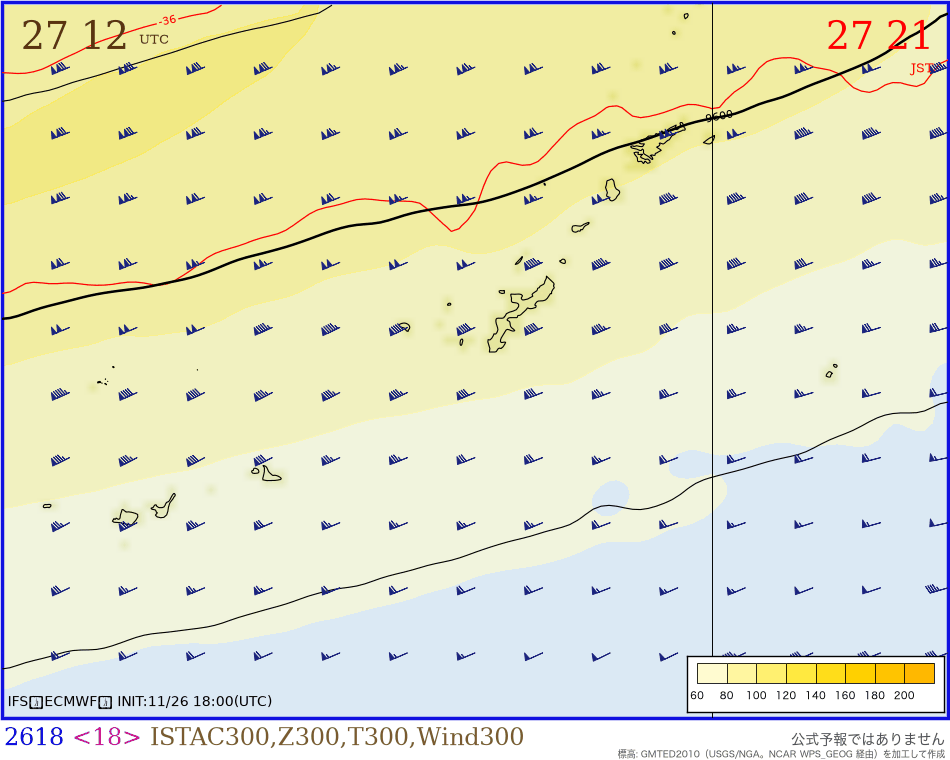 -36
27 12 UTC
27 21
JST
9600
IFS□ECMWF□ INIT:11/26 18:00(UTC)
60 80 100 120 140 160 180 200
2618 <18> ISTAC300,Z300,T300,Wind300
公式予報ではありません
標高: GMTED2010（USGS/NGA。NCAR WPS_GEOG 経由）を加工して作成